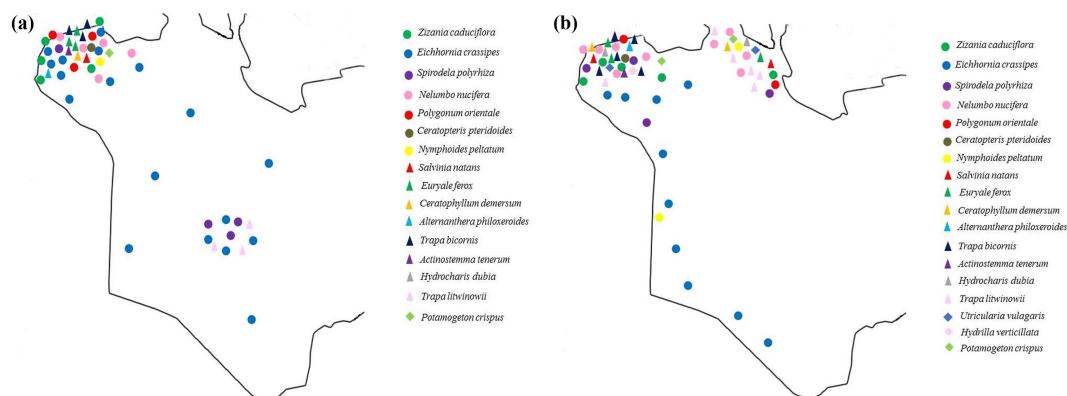 (a)
Zizania caduciflora
Eichhornia crassipes
Spirodela polyrhiza
Nelumbo nucifera
Polygonum orientale
Ceratopteris pteridoides
Nymphoides peltatum
Salvinia natans
Euryale ferox
Ceratophyllum demersum
Alternanthera philoxeroides
Trapa bicornis
Actinostemma tenerum
Hydrocharis dubia
Trapa litwinowii
Potamogeton crispus
(b)
Zizania caduciflora
Eichhornia crassipes
Spirodela polyrhiza
Nelumbo nucifera
Polygonum orientale
Ceratopteris pteridoides
Nymphoides peltatum
Salvinia natans
Euryale ferox
Ceratophyllum demersum
Alternanthera philoxeroides
Trapa bicornis
Actinostemma tenerum
Hydrocharis dubia
Trapa litwinowii
Utricularia vulagaris
Hydrilla verticillata
Potamogeton crispus